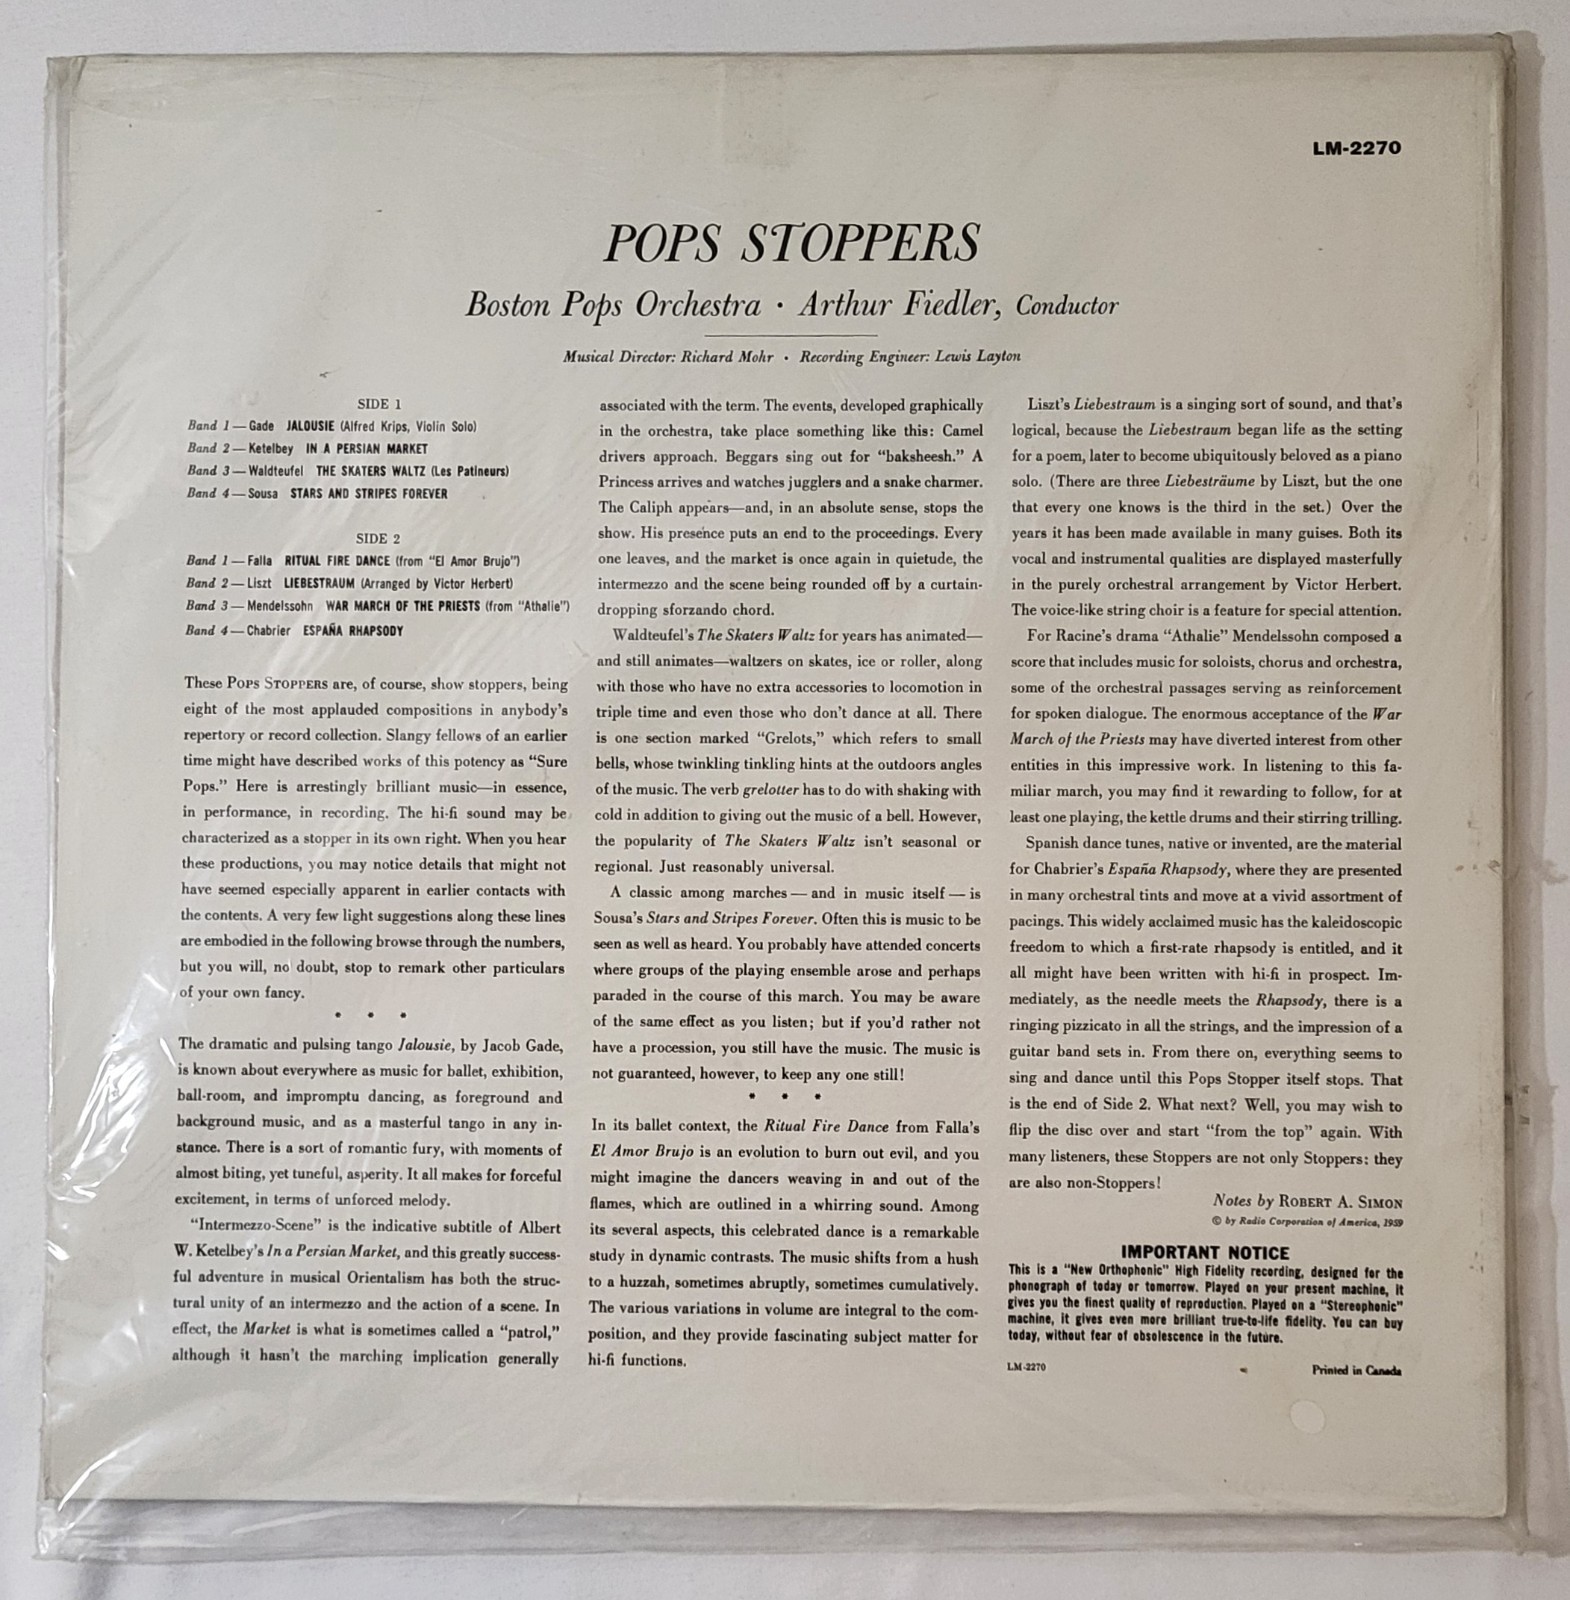 LM-2270
POPS STOPPERS
Boston Pops Orchestra · Arthur Fiedler, Conductor
Musical Director: Richard Mohr · Recording Engineer: Lewis Layton
SIDE 1
Band 1—Gade JALOUSIE (Alfred Krips, Violin Solo)
Band 2—Ketelbey IN A PERSIAN MARKET
Band 3—Waldteufel THE SKATERS WALTZ (Les Patineurs)
Band 4—Sousa STARS AND STRIPES FOREVER
SIDE 2
Band 1—Falla RITUAL FIRE DANCE (from "El Amor Brujo")
Band 2—Liszt LIEBESTRAUM (Arranged by Victor Herbert)
Band 3—Mendelssohn WAR MARCH OF THE PRIESTS (from "Athalie")
Band 4—Chabrier ESPAÑA RHAPSODY
These POPS STOPPERS are, of course, show stoppers, being
eight of the most applauded compositions in anybody's
repertory or record collection. Slangy fellows of an earlier
time might have described works of this potency as "Sure
Pops." Here is arrestingly brilliant music—in essence,
in performance, in recording. The hi-fi sound may be
characterized as a stopper in its own right. When you hear
these productions, you may notice details that might not
have seemed especially apparent in earlier contacts with
the contents. A very few light suggestions along these lines
are embodied in the following browse through the numbers,
but you will, no doubt, stop to remark other particulars
of your own fancy.
• • •
The dramatic and pulsing tango Jalousie, by Jacob Gade,
is known about everywhere as music for ballet, exhibition,
ball-room, and impromptu dancing, as foreground and
background music, and as a masterful tango in any in-
stance. There is a sort of romantic fury, with moments of
almost biting, yet tuneful, asperity. It all makes for forceful
excitement, in terms of unforced melody.
"Intermezzo-Scene" is the indicative subtitle of Albert
W. Ketelbey's In a Persian Market, and this greatly success-
ful adventure in musical Orientalism has both the struc-
tural unity of an intermezzo and the action of a scene. In
effect, the Market is what is sometimes called a "patrol,"
although it hasn't the marching implication generally
associated with the term. The events, developed graphically
in the orchestra, take place something like this: Camel
drivers approach. Beggars sing out for "baksheesh." A
Princess arrives and watches jugglers and a snake charmer.
The Caliph appears—and, in an absolute sense, stops the
show. His presence puts an end to the proceedings. Every
one leaves, and the market is once again in quietude, the
intermezzo and the scene being rounded off by a curtain-
dropping sforzando chord.
Waldteufel's The Skaters Waltz for years has animated—
and still animates—waltzers on skates, ice or roller, along
with those who have no extra accessories to locomotion in
triple time and even those who don't dance at all. There
is one section marked "Grelots," which refers to small
bells, whose twinkling tinkling hints at the outdoors angles
of the music. The verb grelotter has to do with shaking with
cold in addition to giving out the music of a bell. However,
the popularity of The Skaters Waltz isn't seasonal or
regional. Just reasonably universal.
A classic among marches — and in music itself — is
Sousa's Stars and Stripes Forever. Often this is music to be
seen as well as heard. You probably have attended concerts
where groups of the playing ensemble arose and perhaps
paraded in the course of this march. You may be aware
of the same effect as you listen; but if you'd rather not
have a procession, you still have the music. The music is
not guaranteed, however, to keep any one still!
• • •
In its ballet context, the Ritual Fire Dance from Falla's
El Amor Brujo is an evolution to burn out evil, and you
might imagine the dancers weaving in and out of the
flames, which are outlined in a whirring sound. Among
its several aspects, this celebrated dance is a remarkable
study in dynamic contrasts. The music shifts from a hush
to a huzzah, sometimes abruptly, sometimes cumulatively.
The various variations in volume are integral to the com-
position, and they provide fascinating subject matter for
hi-fi functions.
Liszt's Liebestraum is a singing sort of sound, and that's
logical, because the Liebestraum began life as the setting
for a poem, later to become ubiquitously beloved as a piano
solo. (There are three Liebesträume by Liszt, but the one
that every one knows is the third in the set.) Over the
years it has been made available in many guises. Both its
vocal and instrumental qualities are displayed masterfully
in the purely orchestral arrangement by Victor Herbert.
The voice-like string choir is a feature for special attention.
For Racine's drama "Athalie" Mendelssohn composed a
score that includes music for soloists, chorus and orchestra,
some of the orchestral passages serving as reinforcement
for spoken dialogue. The enormous acceptance of the War
March of the Priests may have diverted interest from other
entities in this impressive work. In listening to this fa-
miliar march, you may find it rewarding to follow, for at
least one playing, the kettle drums and their stirring trilling.
Spanish dance tunes, native or invented, are the material
for Chabrier's España Rhapsody, where they are presented
in many orchestral tints and move at a vivid assortment of
pacings. This widely acclaimed music has the kaleidoscopic
freedom to which a first-rate rhapsody is entitled, and it
all might have been written with hi-fi in prospect. Im-
mediately, as the needle meets the Rhapsody, there is a
ringing pizzicato in all the strings, and the impression of a
guitar band sets in. From there on, everything seems to
sing and dance until this Pops Stopper itself stops. That
is the end of Side 2. What next? Well, you may wish to
flip the disc over and start "from the top" again. With
many listeners, these Stoppers are not only Stoppers: they
are also non-Stoppers!
Notes by ROBERT A. SIMON
© by Radio Corporation of America, 1959
IMPORTANT NOTICE
This is a "New Orthophonic" High Fidelity recording, designed for the
phonograph of today or tomorrow. Played on your present machine, it
gives you the finest quality of reproduction. Played on a "Stereophonic"
machine, it gives even more brilliant true-to-life fidelity. You can buy
today, without fear of obsolescence in the future.
LM-2270
Printed in Canada